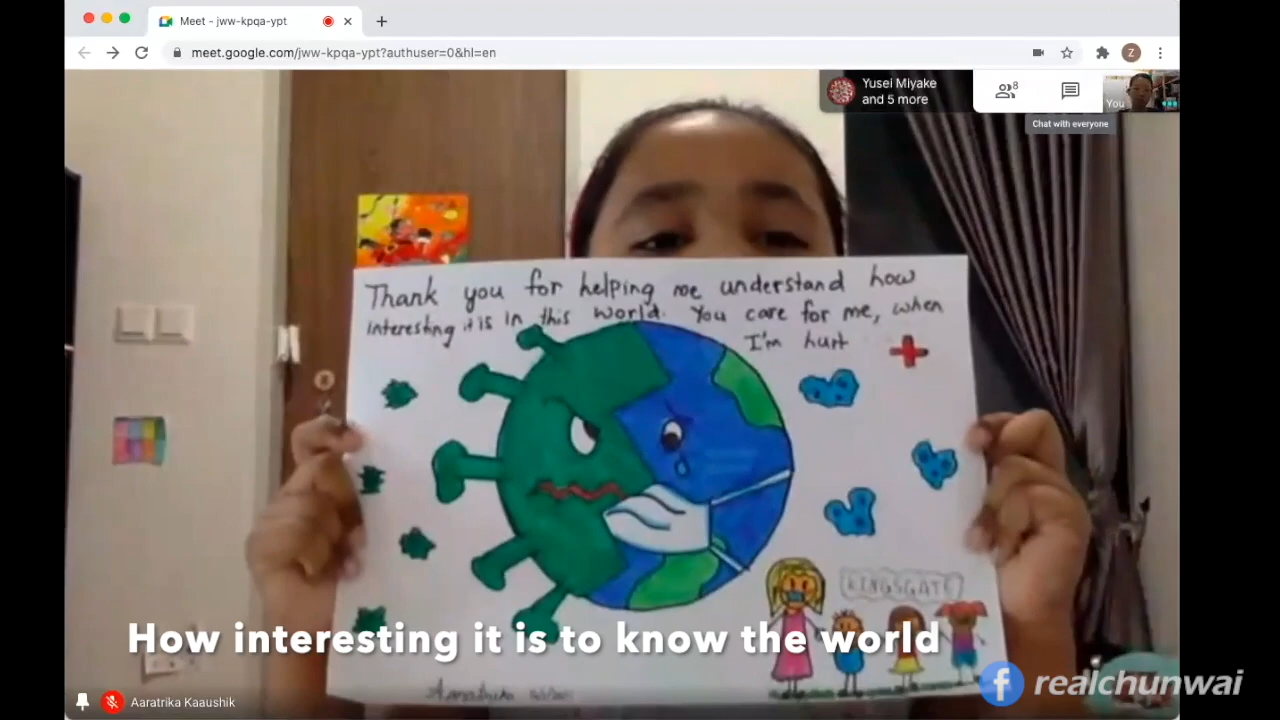 Meet - jww-kpqa-ypt
meet.google.com/jww-kpqa-ypt?authuser=0&hl=en
Z
Yusei Miyake
and 5 more
8
You
Chat with everyone
Thank you for helping me understand how
interesting it is in this world. You care for me, when
I'm hurt
KINGSGATE
How interesting it is to know the world
Aaratrika
Aaratrika Kaaushik
f realchunwai